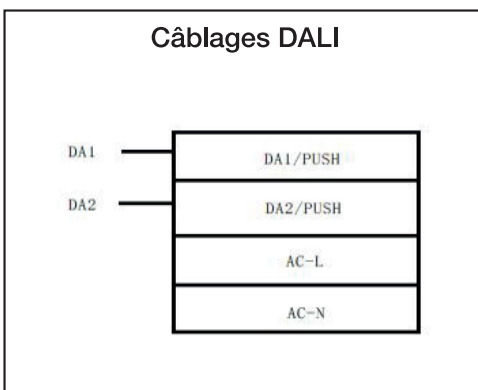 Câblages DALI
DA1 DA1/PUSH
DA2 DA2/PUSH
AC-L
AC-N